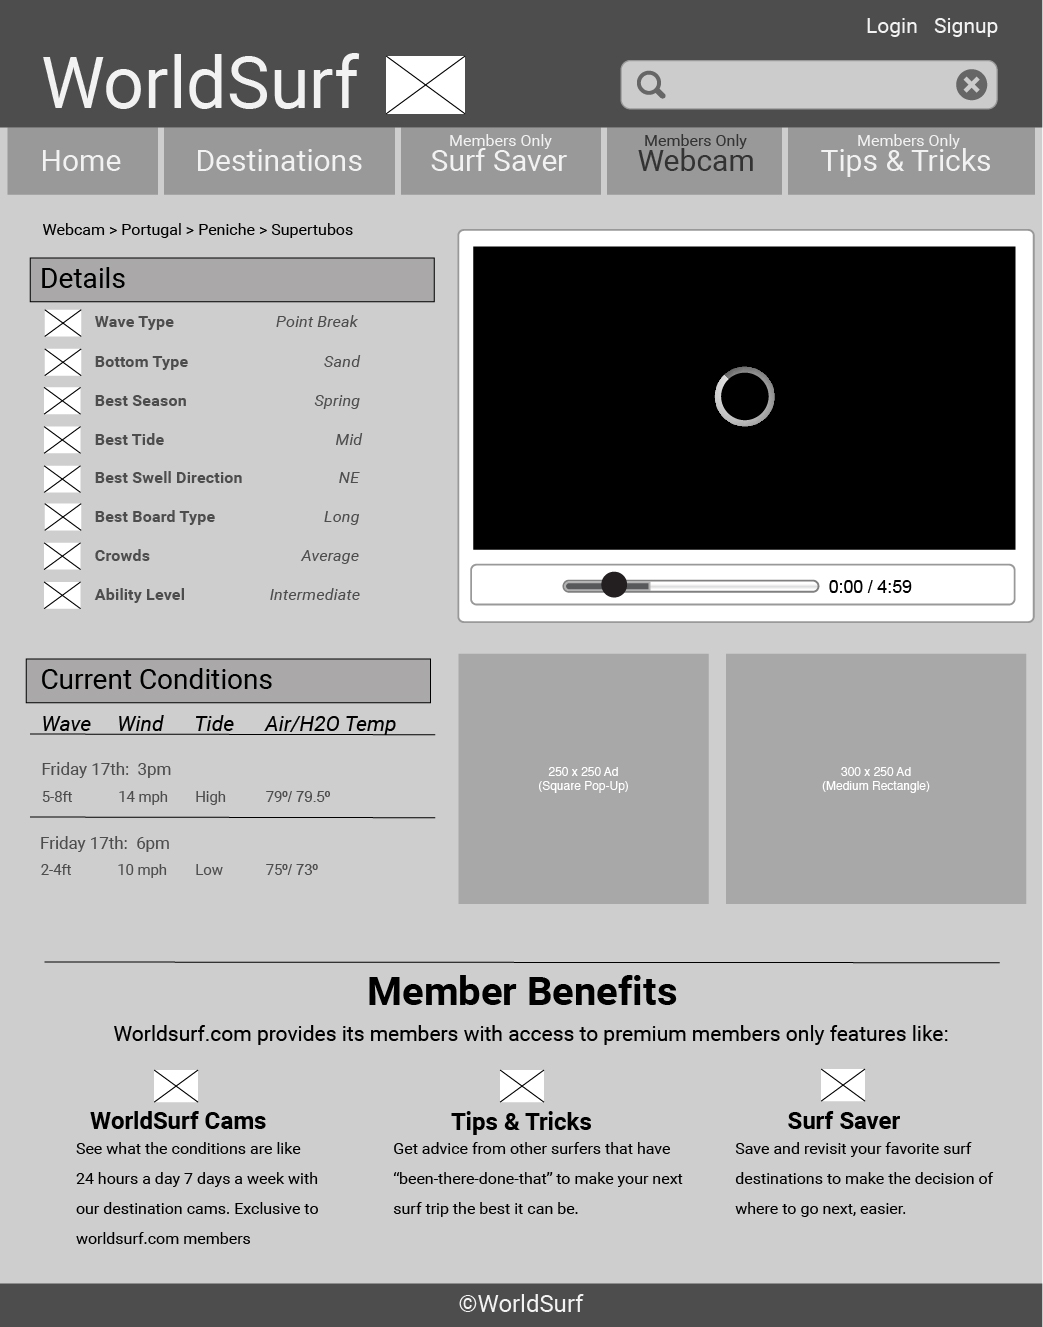 Login Signup
WorldSurf
Home
Destinations
Members Only
Surf Saver
Members Only
Webcam
Members Only
Tips & Tricks
Webcam > Portugal > Peniche > Supertubos
Details
Wave Type Point Break
Bottom Type Sand
Best Season Spring
Best Tide Mid
Best Swell Direction NE
Best Board Type Long
Crowds Average
Ability Level Intermediate
0:00 / 4:59
Current Conditions
Wave Wind Tide Air/H2O Temp
Friday 17th: 3pm
5-8ft 14 mph High 79º/ 79.5º
Friday 17th: 6pm
2-4ft 10 mph Low 75º/ 73º
250 x 250 Ad
(Square Pop-Up)
300 x 250 Ad
(Medium Rectangle)
Member Benefits
Worldsurf.com provides its members with access to premium members only features like:
WorldSurf Cams
See what the conditions are like
24 hours a day 7 days a week with
our destination cams. Exclusive to
worldsurf.com members
Tips & Tricks
Get advice from other surfers that have
“been-there-done-that” to make your next
surf trip the best it can be.
Surf Saver
Save and revisit your favorite surf
destinations to make the decision of
where to go next, easier.
©WorldSurf